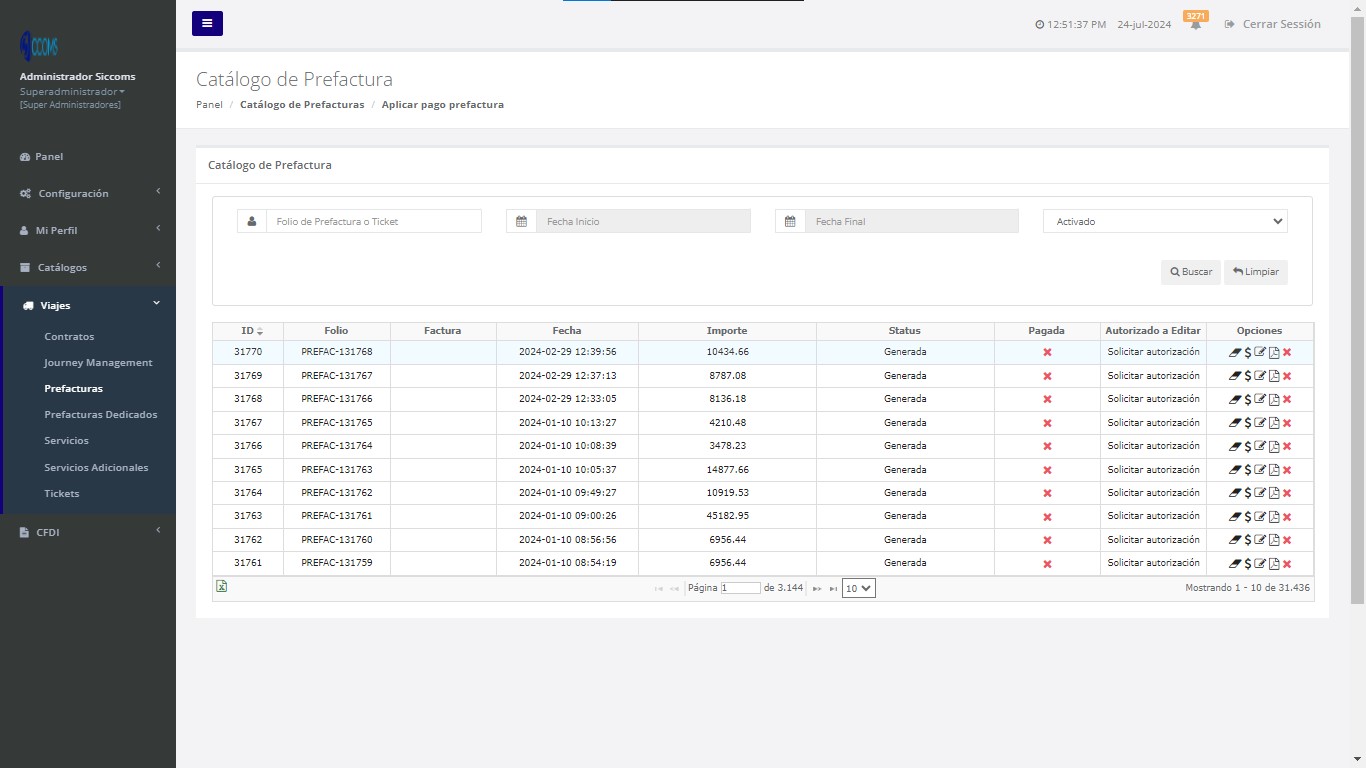 12:51:37 PM 24-jul-2024 3271 Cerrar Sessión
CCOMS
Administrador Siccoms
Superadministrador
[Super Administradores]
Panel
Configuración
Mi Perfil
Catálogos
Viajes
Contratos
Journey Management
Prefacturas
Prefacturas Dedicados
Servicios
Servicios Adicionales
Tickets
CFDI
Catálogo de Prefactura
Panel / Catálogo de Prefacturas / Aplicar pago prefactura
Catálogo de Prefactura
Folio de Prefactura o Ticket Fecha Inicio Fecha Final Activado
Buscar Limpiar
ID Folio Factura Fecha Importe Status Pagada Autorizado a Editar Opciones
31770 PREFAC-131768 2024-02-29 12:39:56 10434.66 Generada Solicitar autorización
31769 PREFAC-131767 2024-02-29 12:37:13 8787.08 Generada Solicitar autorización
31768 PREFAC-131766 2024-02-29 12:33:05 8136.18 Generada Solicitar autorización
31767 PREFAC-131765 2024-01-10 10:13:27 4210.48 Generada Solicitar autorización
31766 PREFAC-131764 2024-01-10 10:08:39 3478.23 Generada Solicitar autorización
31765 PREFAC-131763 2024-01-10 10:05:37 14877.66 Generada Solicitar autorización
31764 PREFAC-131762 2024-01-10 09:49:27 10919.53 Generada Solicitar autorización
31763 PREFAC-131761 2024-01-10 09:00:26 45182.95 Generada Solicitar autorización
31762 PREFAC-131760 2024-01-10 08:56:56 6956.44 Generada Solicitar autorización
31761 PREFAC-131759 2024-01-10 08:54:19 6956.44 Generada Solicitar autorización
Página 1 de 3.144 10 Mostrando 1 - 10 de 31.436